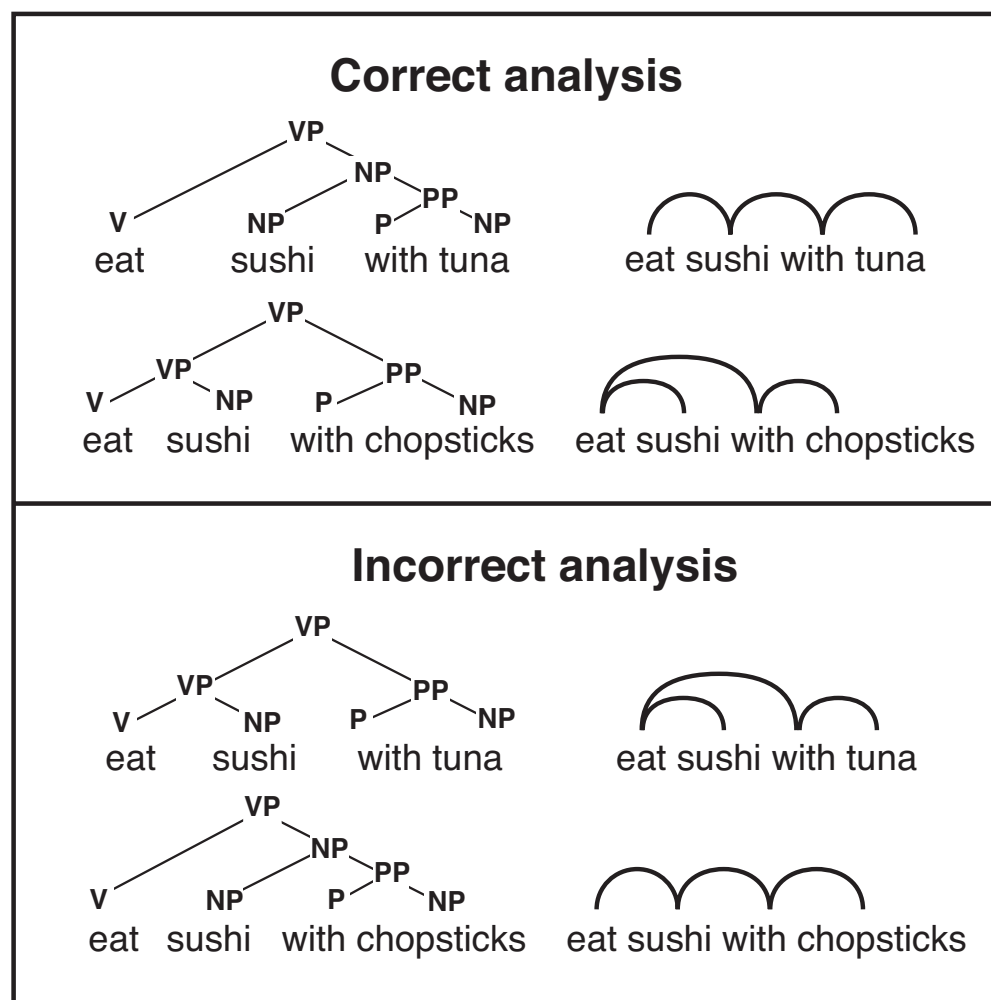 Correct analysis
VP
NP
PP
V NP P NP
eat sushi with tuna
eat sushi with tuna
VP
VP PP
V NP P NP
eat sushi with chopsticks
eat sushi with chopsticks
Incorrect analysis
VP
VP PP
V NP P NP
eat sushi with tuna
eat sushi with tuna
VP
NP
PP
V NP P NP
eat sushi with chopsticks
eat sushi with chopsticks